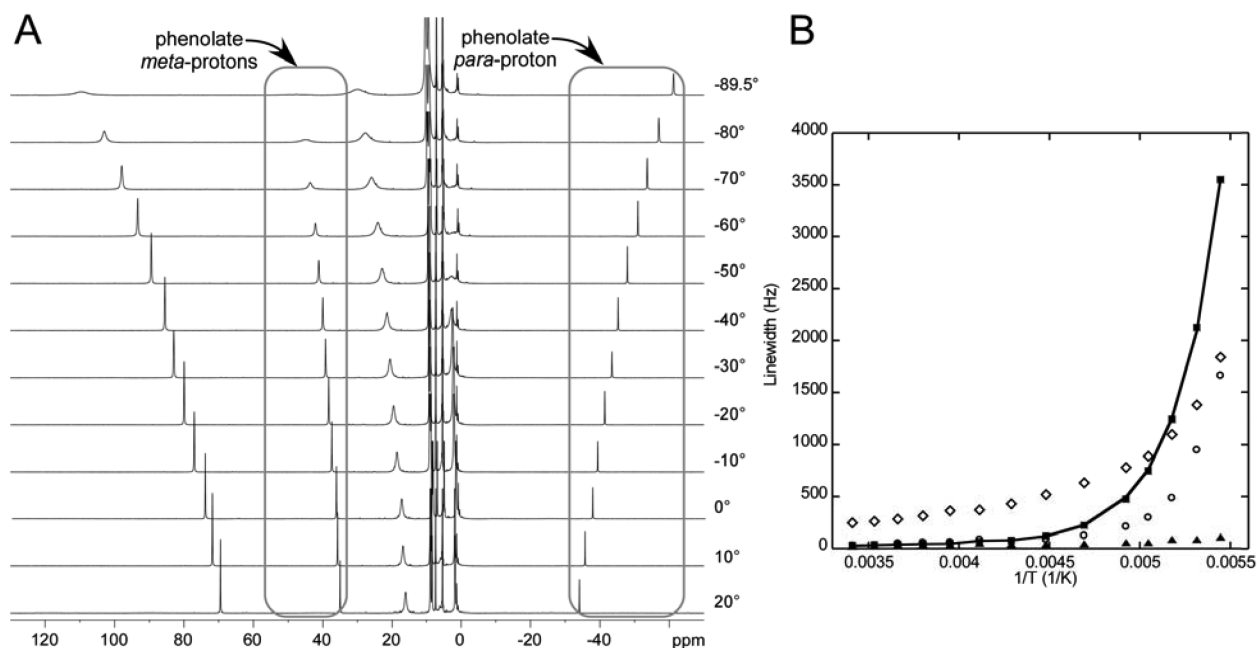 A
phenolate
meta-protons
phenolate
para-proton
-89.5°
-80°
-70°
-60°
-50°
-40°
-30°
-20°
-10°
0°
10°
20°
120 100 80 60 40 20 0 -20 -40 ppm
B
4000
3500
3000
2500
2000
1500
1000
500
0
Linewidth (Hz)
0.0035 0.004 0.0045 0.005 0.0055
1/T (1/K)